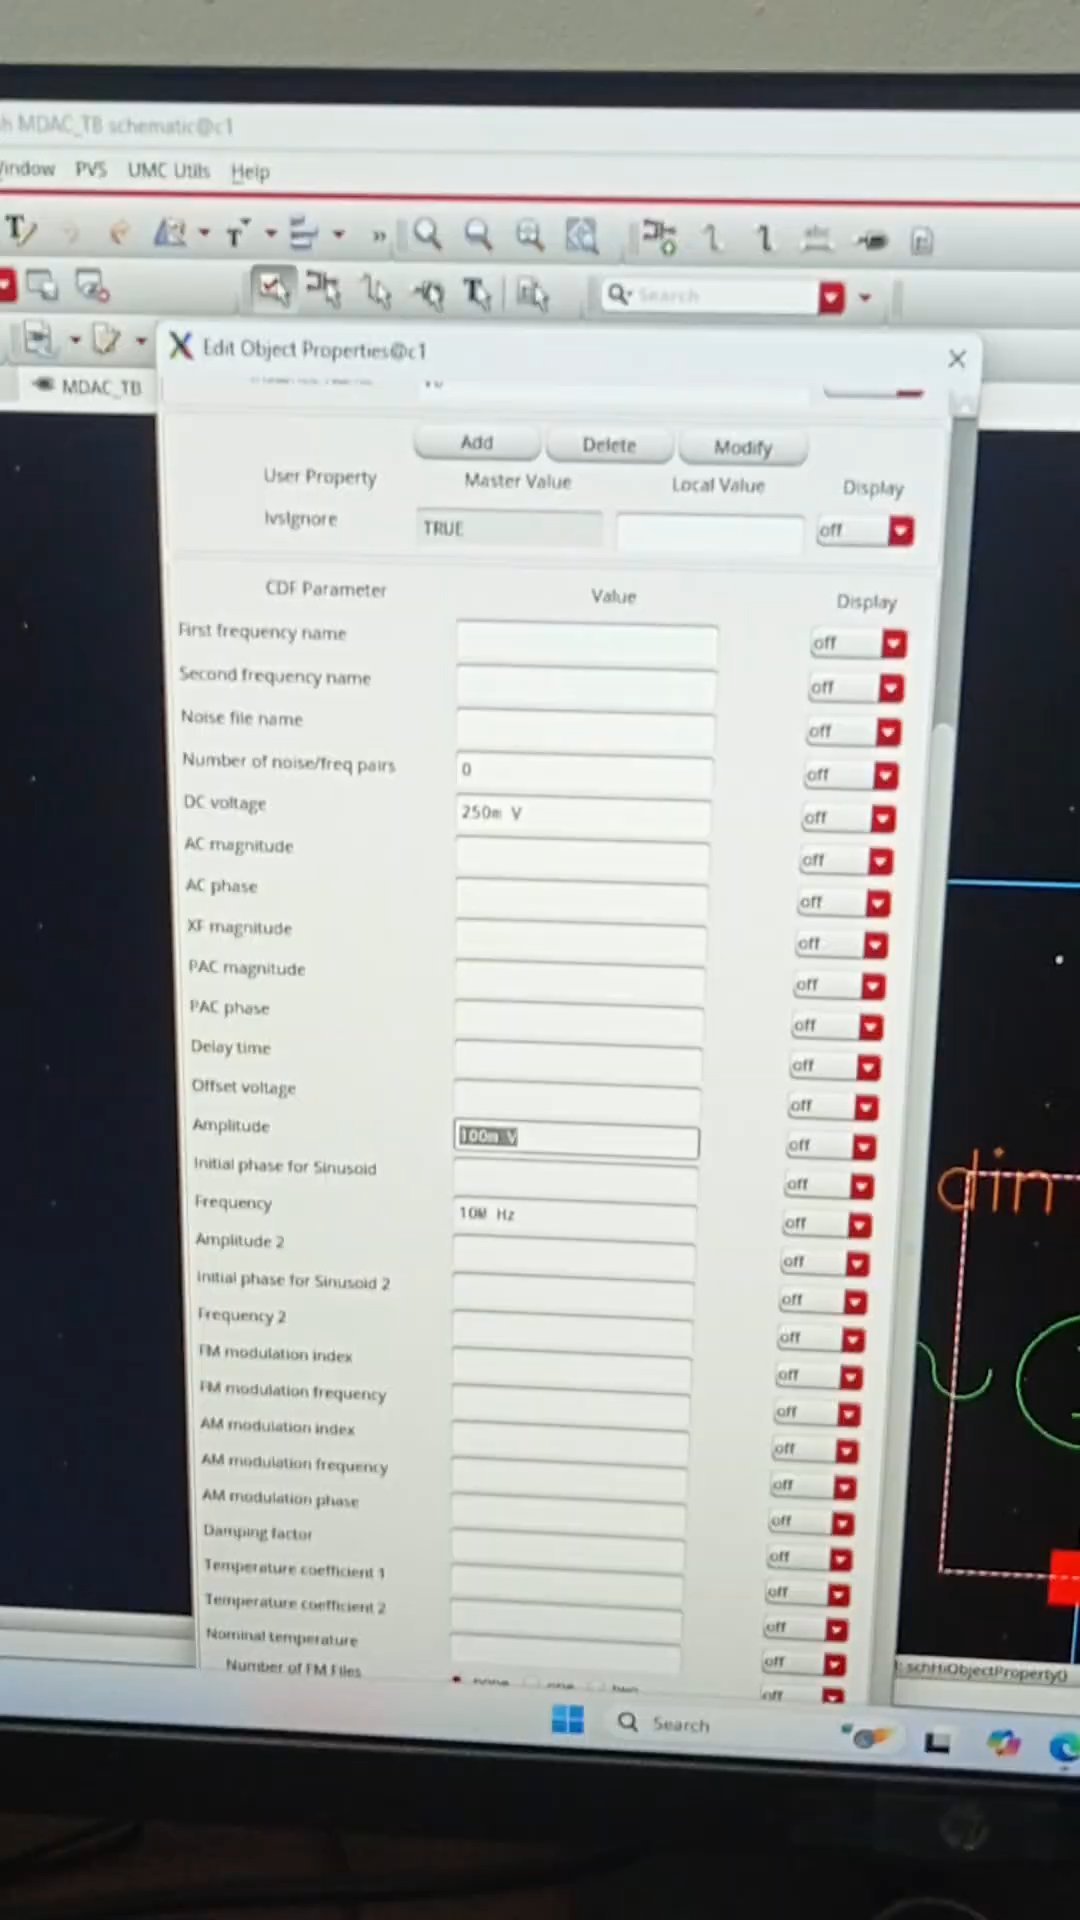 MDAC_TB schematic@c1
Window PVS UMC Utils Help
Search
MDAC_TB
Edit Object Properties@c1
Add Delete Modify
User Property Master Value Local Value Display
lvsIgnore TRUE off
CDF Parameter Value Display
First frequency name off
Second frequency name off
Noise file name off
Number of noise/freq pairs 0 off
DC voltage 250m V off
AC magnitude off
AC phase off
XF magnitude off
PAC magnitude off
PAC phase off
Delay time off
Offset voltage off
Amplitude 100m V off
Initial phase for Sinusoid off
Frequency 10M Hz off
Amplitude 2 off
Initial phase for Sinusoid 2 off
Frequency 2 off
FM modulation index off
FM modulation frequency off
AM modulation index off
AM modulation frequency off
AM modulation phase off
Damping factor off
Temperature coefficient 1 off
Temperature coefficient 2 off
Nominal temperature off
Number of FM Files none one two off
din
schHiObjectProperty()
Search
hp